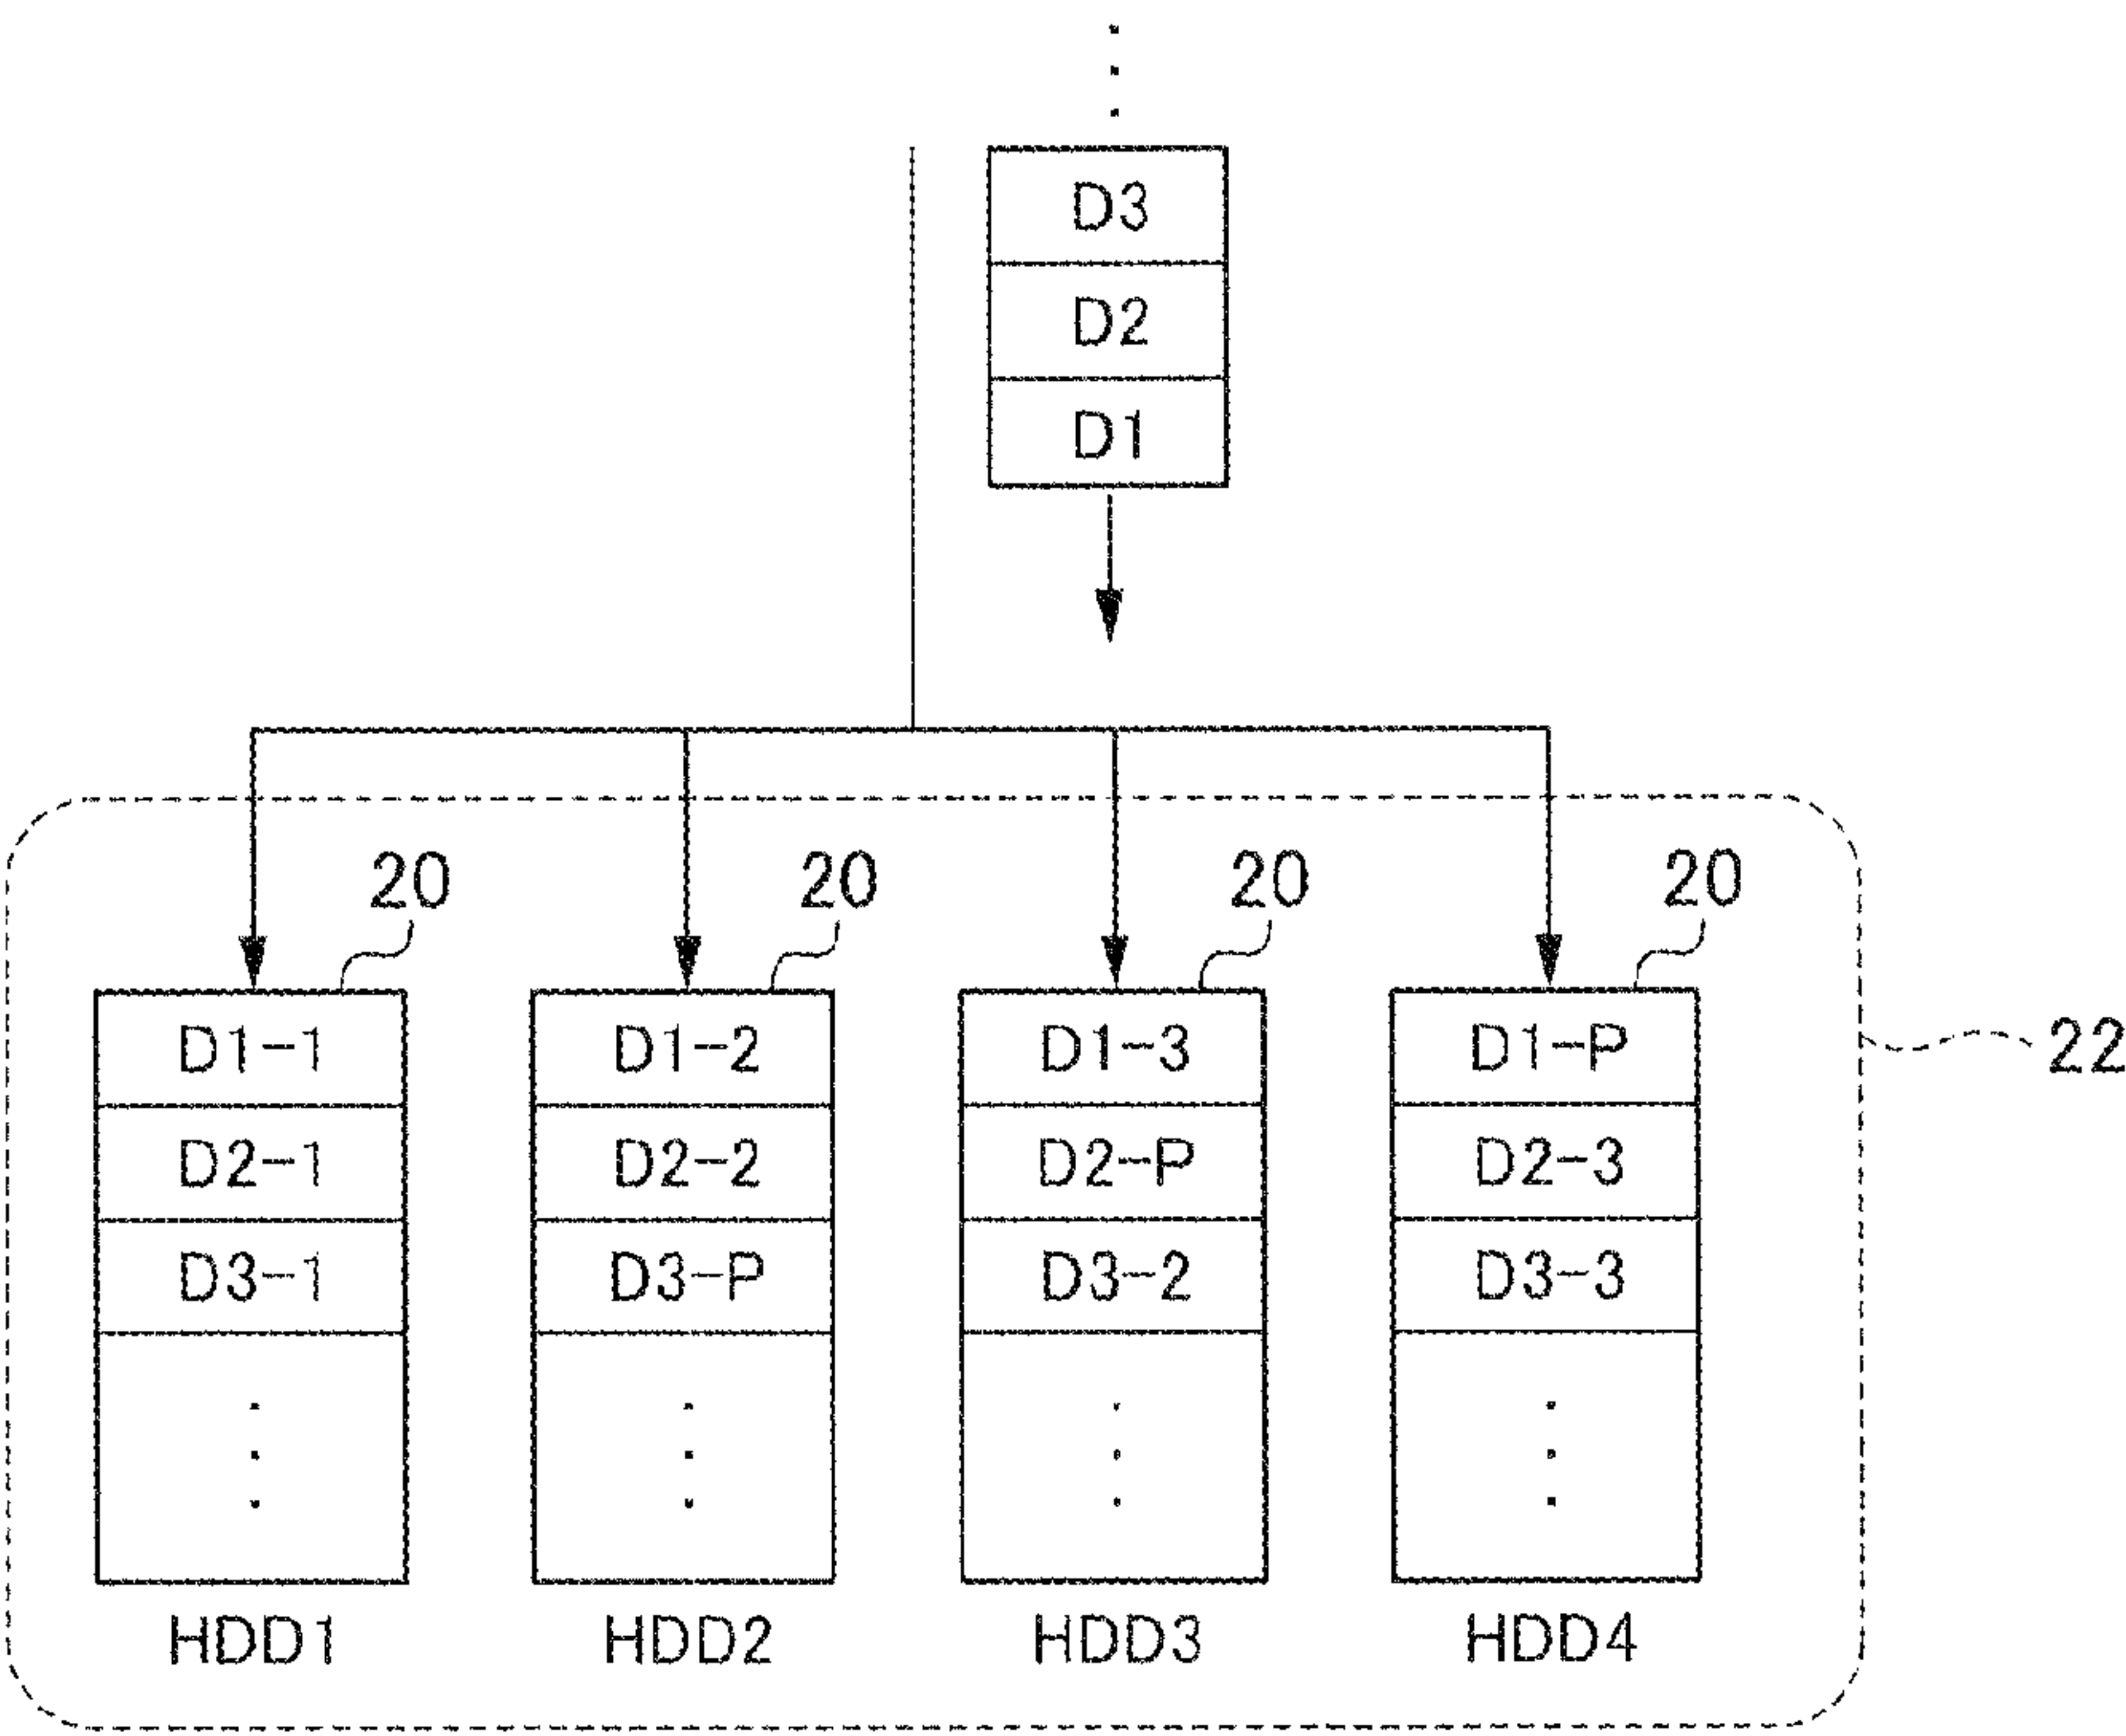 D3
D2
D1
20 20 20 20
D1-1 D1-2 D1-3 D1-P
22
D2-1 D2-2 D2-P D2-3
D3-1 D3-P D3-2 D3-3
HDD1 HDD2 HDD3 HDD4